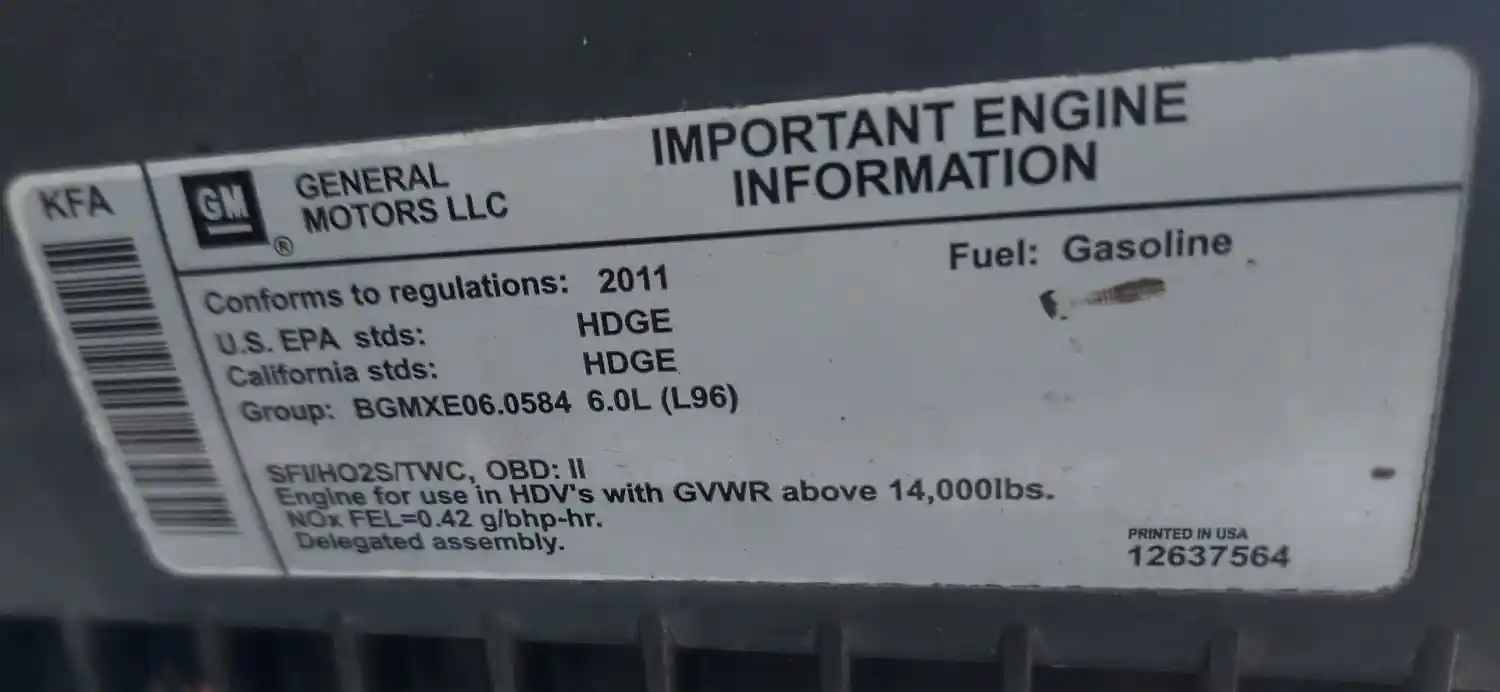 KFA
GM
®
GENERAL
MOTORS LLC
IMPORTANT ENGINE
INFORMATION
Conforms to regulations: 2011
Fuel: Gasoline
U.S. EPA stds: HDGE
California stds: HDGE
Group: BGMXE06.0584 6.0L (L96)
SFI/HO2S/TWC, OBD: II
Engine for use in HDV's with GVWR above 14,000lbs.
NOx FEL=0.42 g/bhp-hr.
Delegated assembly.
PRINTED IN USA
12637564